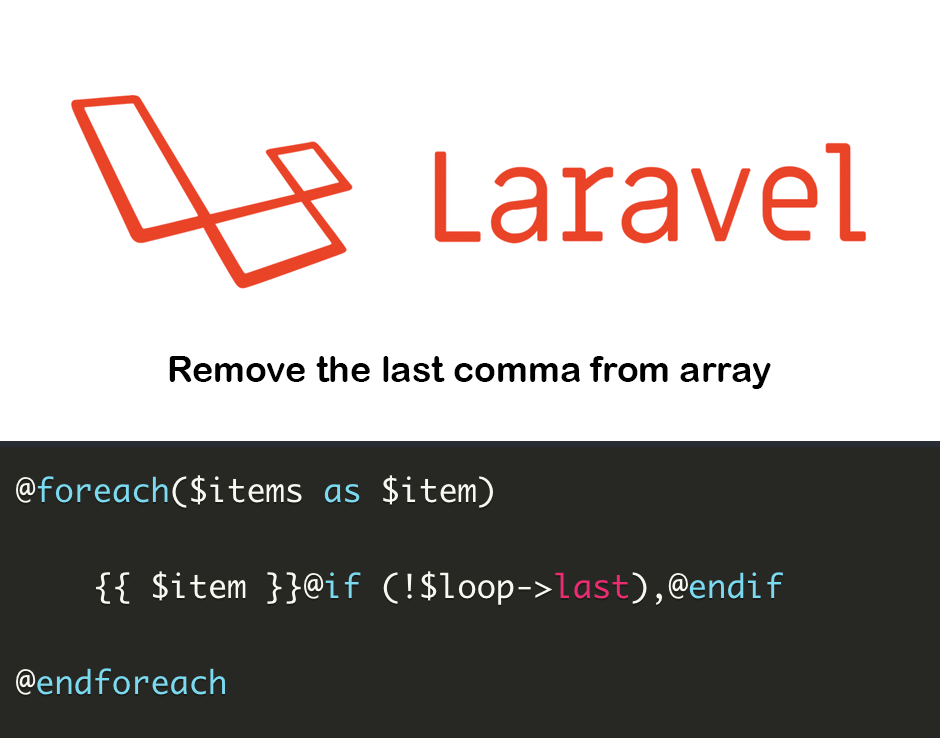 Laravel
Remove the last comma from array
@foreach($items as $item)
{{ $item }}@if (!$loop->last),@endif
@endforeach